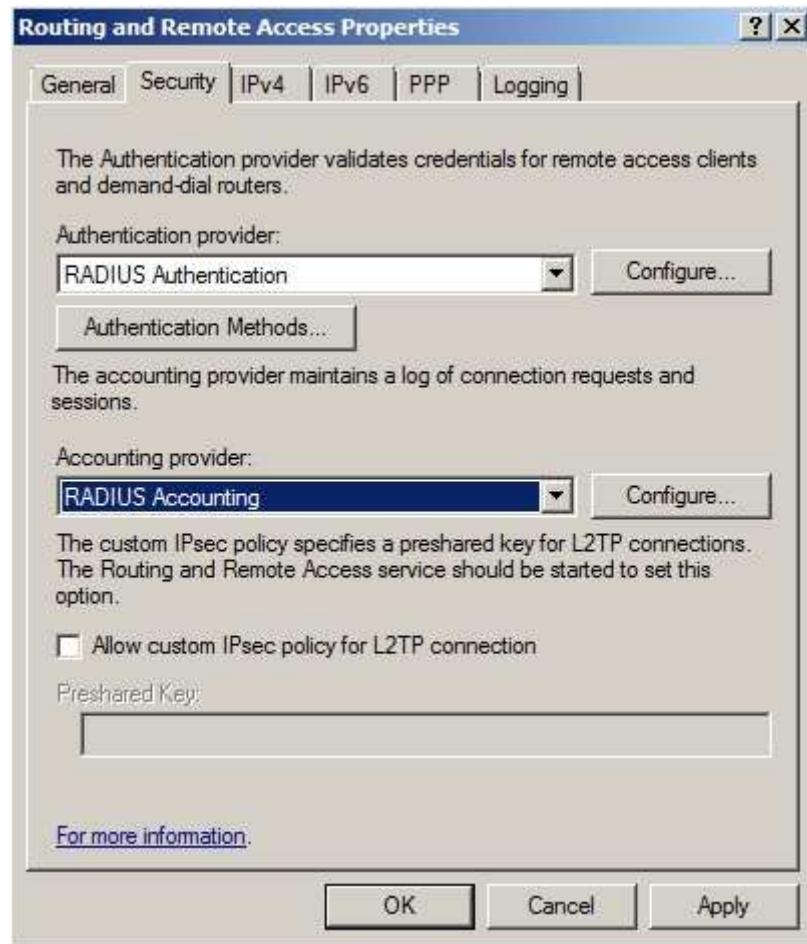 Routing and Remote Access Properties
General Security IPv4 IPv6 PPP Logging
The Authentication provider validates credentials for remote access clients
and demand-dial routers.
Authentication provider:
RADIUS Authentication Configure...
Authentication Methods...
The accounting provider maintains a log of connection requests and
sessions.
Accounting provider:
RADIUS Accounting Configure...
The custom IPsec policy specifies a preshared key for L2TP connections.
The Routing and Remote Access service should be started to set this
option.
Allow custom IPsec policy for L2TP connection
Preshared Key:
For more information.
OK Cancel Apply